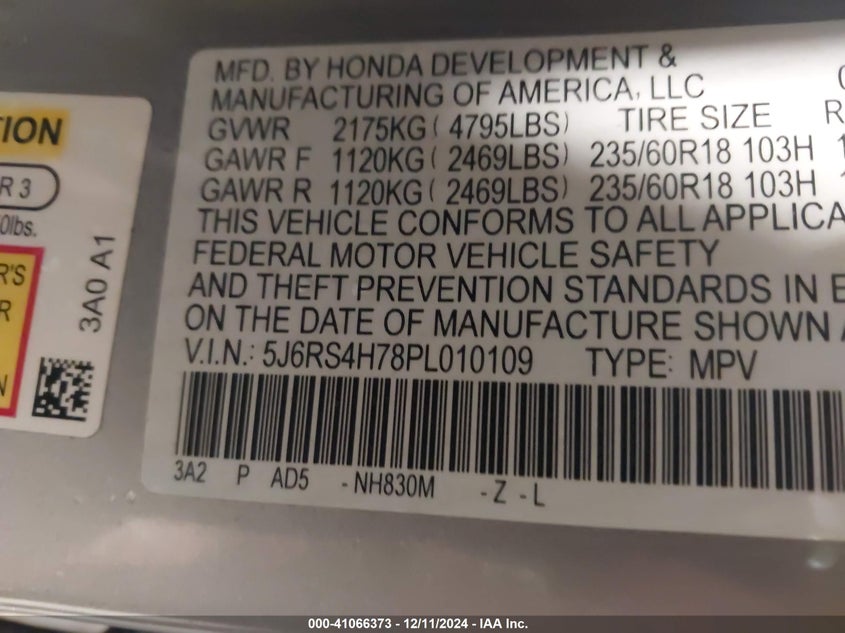 TION
R 3
0lbs.
R'S
R
N
3A0 A1
MFD. BY HONDA DEVELOPMENT &
MANUFACTURING OF AMERICA, LLC
GVWR 2175KG ( 4795LBS) TIRE SIZE R
GAWR F 1120KG ( 2469LBS) 235/60R18 103H 1
GAWR R 1120KG ( 2469LBS) 235/60R18 103H
THIS VEHICLE CONFORMS TO ALL APPLICA
FEDERAL MOTOR VEHICLE SAFETY
AND THEFT PREVENTION STANDARDS IN E
ON THE DATE OF MANUFACTURE SHOWN A
V.I.N.: 5J6RS4H78PL010109 TYPE: MPV
3A2 P AD5 -NH830M -Z-L
000-41066373 - 12/11/2024 - IAA Inc.